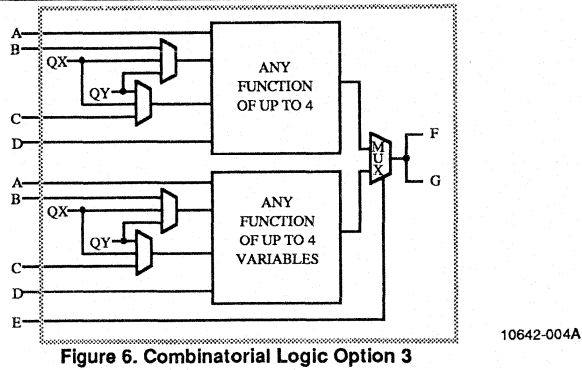 A
B
QX
QY
C
D
ANY
FUNCTION
OF UP TO 4
MUX
F
G
A
B
QX
QY
C
D
E
ANY
FUNCTION
OF UP TO 4
VARIABLES
10642-004A
Figure 6. Combinatorial Logic Option 3